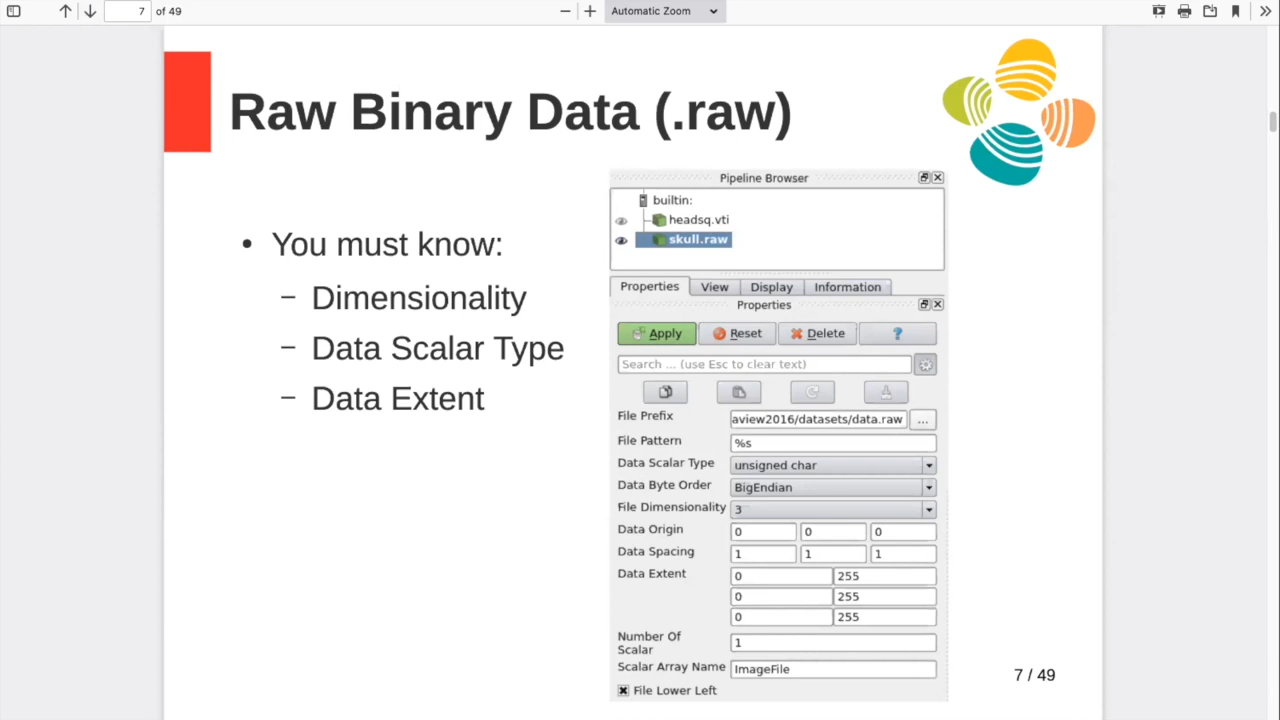 7 of 49
Automatic Zoom
Raw Binary Data (.raw)
• You must know:
– Dimensionality
– Data Scalar Type
– Data Extent
Pipeline Browser
builtin:
headsq.vti
skull.raw
Properties View Display Information
Properties
Apply Reset Delete ?
Search ... (use Esc to clear text)
File Prefix aview2016/datasets/data.raw ...
File Pattern %s
Data Scalar Type unsigned char
Data Byte Order BigEndian
File Dimensionality 3
Data Origin 0 0 0
Data Spacing 1 1 1
Data Extent 0 255
0 255
0 255
Number Of
Scalar 1
Scalar Array Name ImageFile
File Lower Left
7 / 49